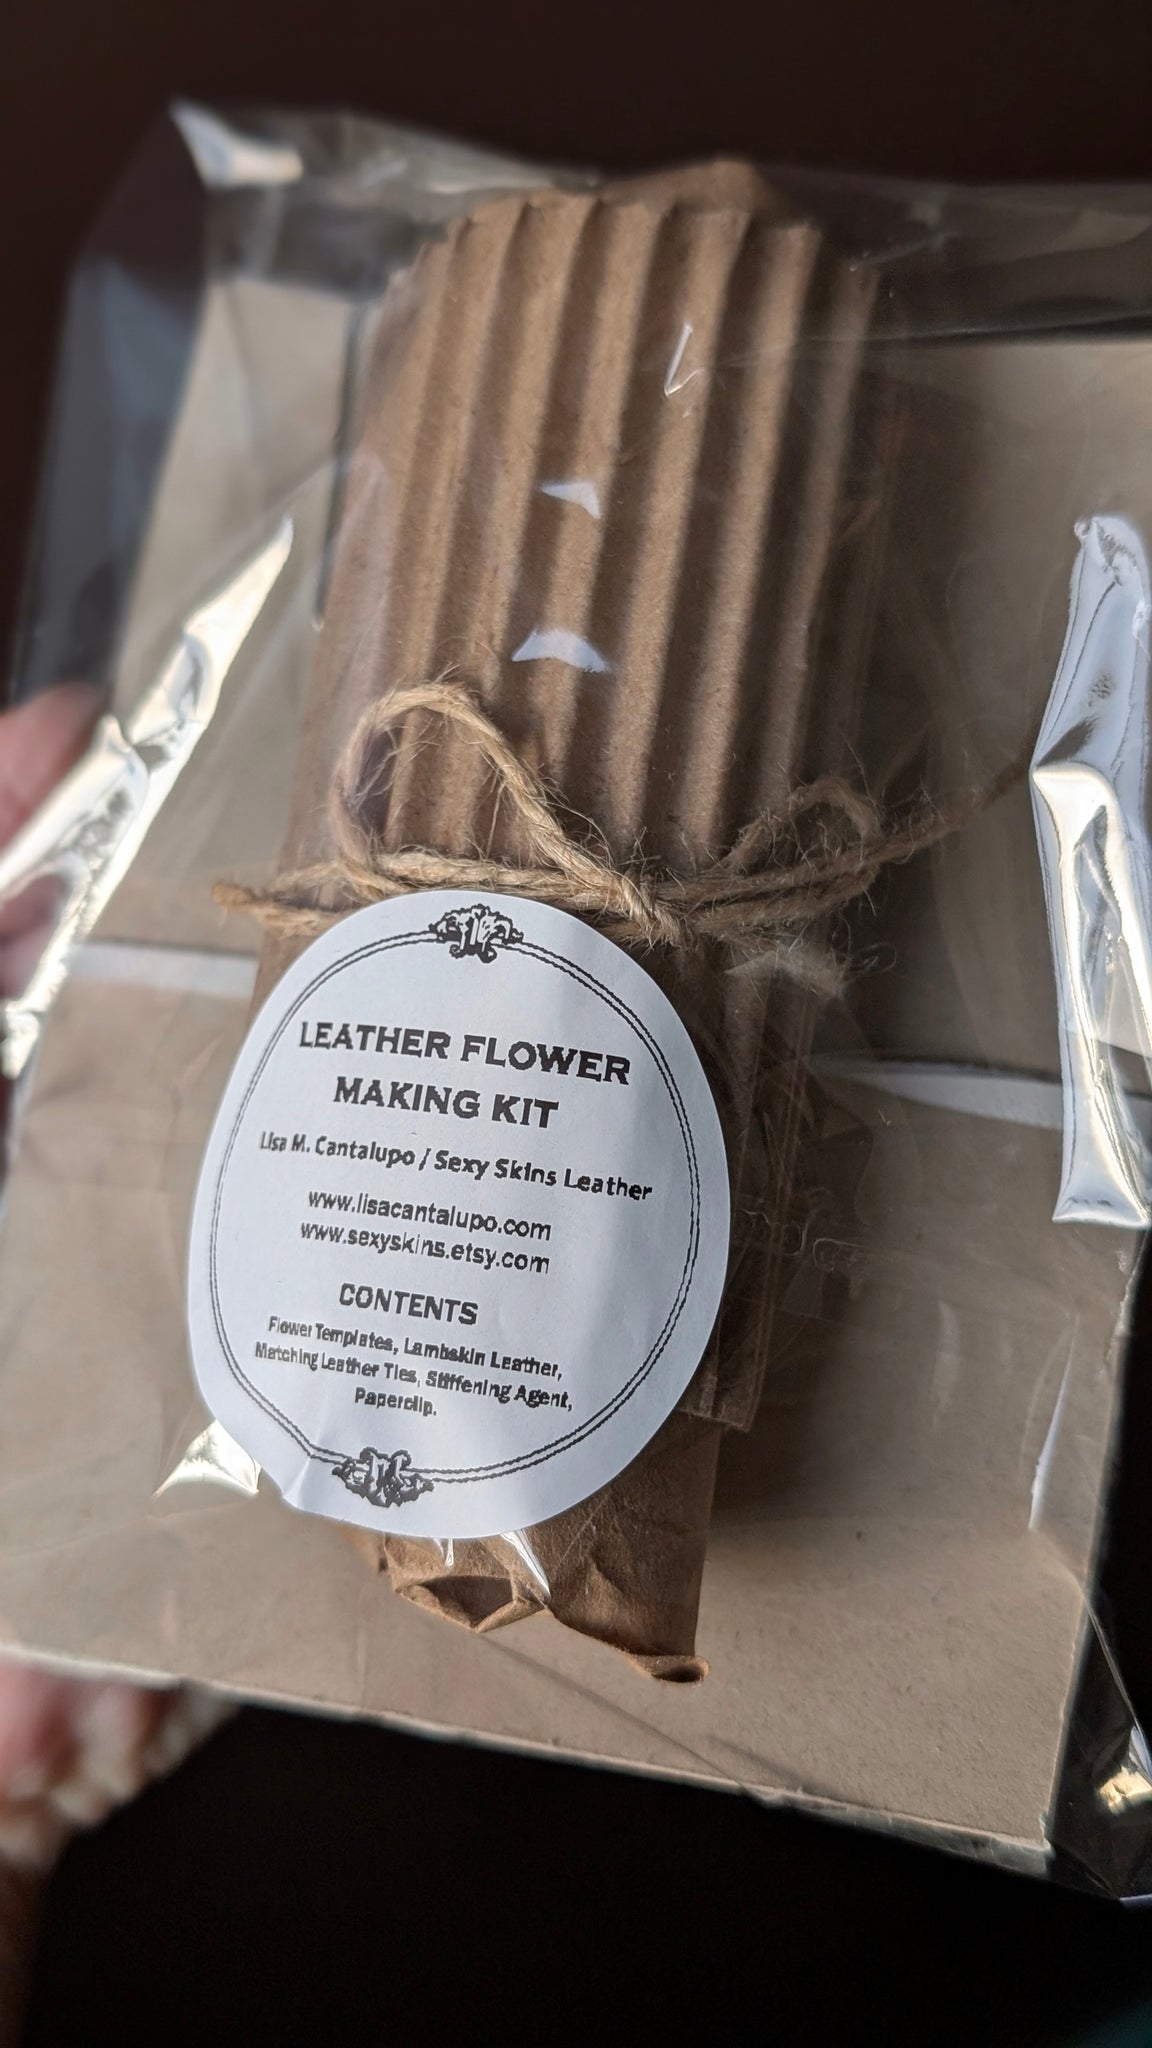 LEATHER FLOWER
MAKING KIT
Lisa M. Cantalupo / Sexy Skins Leather
www.lisacantalupo.com
www.sexyskins.etsy.com
CONTENTS
Flower Templates, Lambskin Leather,
Matching Leather Ties, Stiffening Agent,
Paperclip.